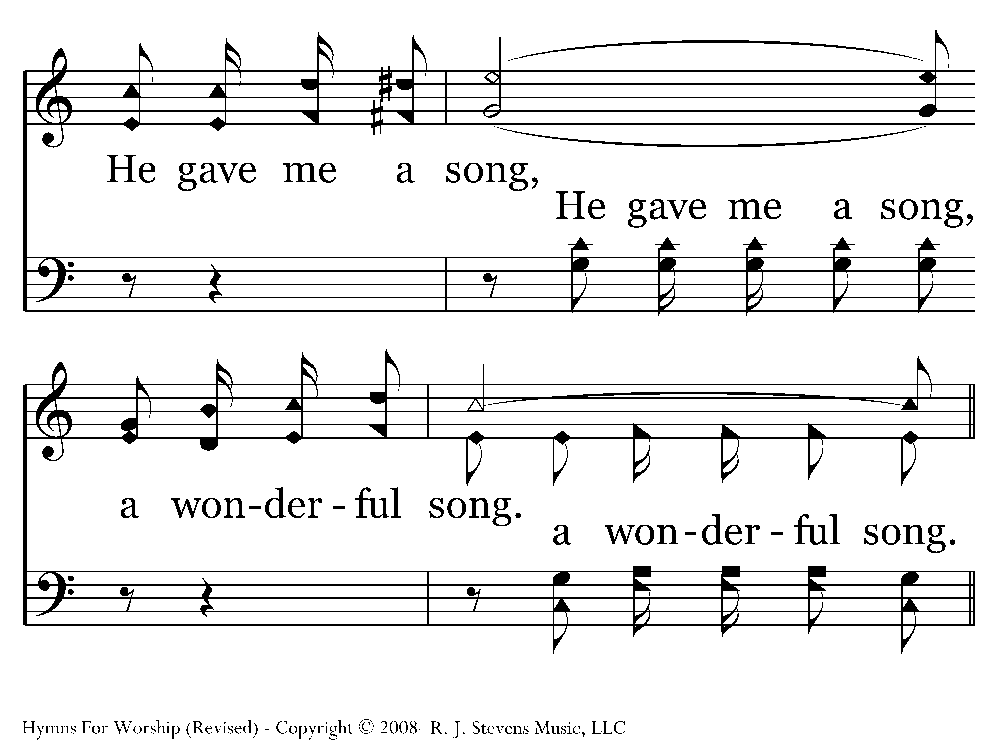 He gave me a song,
He gave me a song,
a won-der-ful song.
a won-der-ful song.
Hymns For Worship (Revised) - Copyright © 2008 R. J. Stevens Music, LLC